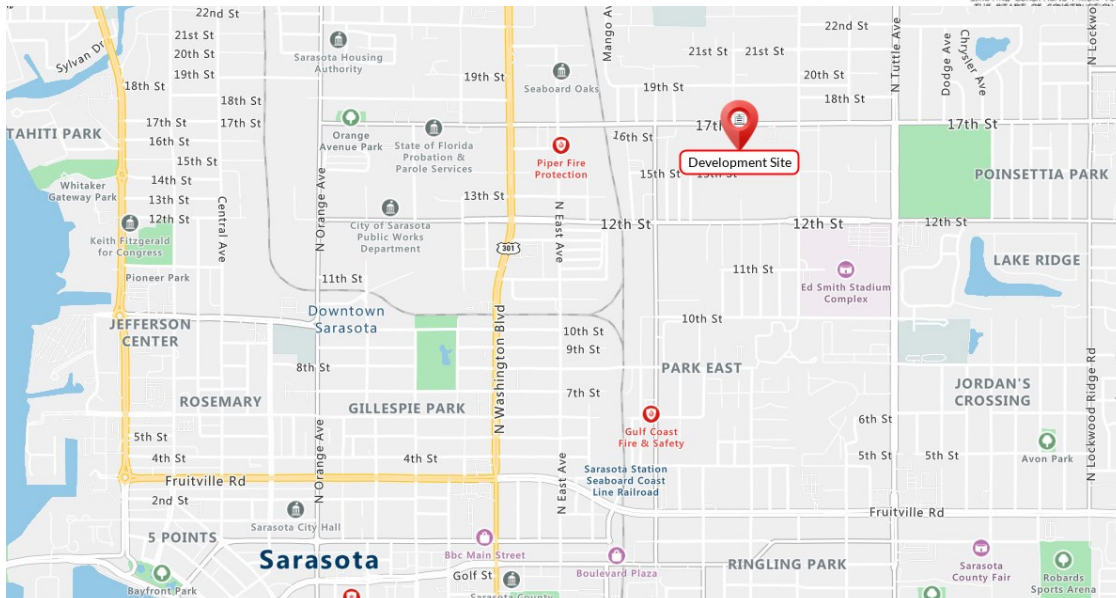 22nd St
Mango Av
22nd St
N Tuttle Ave
Dodge Ave
Chrysler Ave
N Lockwo
Sylvan Dr
21st St
20th St
19th St
18th St
Sarasota Housing
Authority
19th St
Seaboard Oaks
21st St
21st St
20th St
19th St
18th St
18th St
17th St
17th St
TAHITI PARK
16th St
15th St
Orange
Avenue Park
State of Florida
Probation &
Parole Services
Piper Fire
Protection
16th St
17th
Development Site
15th St
17th St
POINSETTIA PARK
Whitaker
Gateway Park
14th St
13th St
12th St
Central Ave
N Orange Ave
13th St
City of Sarasota
Public Works
Department
N East Ave
12th St
12th St
12th St
Keith Fitzgerald
for Congress
Pioneer Park
301
11th St
11th St
Ed Smith Stadium
Complex
LAKE RIDGE
Downtown
Sarasota
JEFFERSON
CENTER
N Washington Blvd
10th St
9th St
10th St
8th St
7th St
PARK EAST
ROSEMARY
GILLESPIE PARK
JORDAN'S
CROSSING
N Lockwood Ridge Rd
5th St
4th St
N Orange Ave
4th St
Gulf Coast
Fire & Safety
6th St
5th St
5th St
Avon Park
Fruitville Rd
2nd St
N East Ave
Sarasota Station
Seaboard Coast
Line Railroad
Sarasota City Hall
Fruitville Rd
5 POINTS
Sarasota
Bbc Main Street
Boulevard Plaza
RINGLING PARK
Sarasota
County Fair
Golf St
Bayfront Park
Sarasota County
Robards
Sports Arena